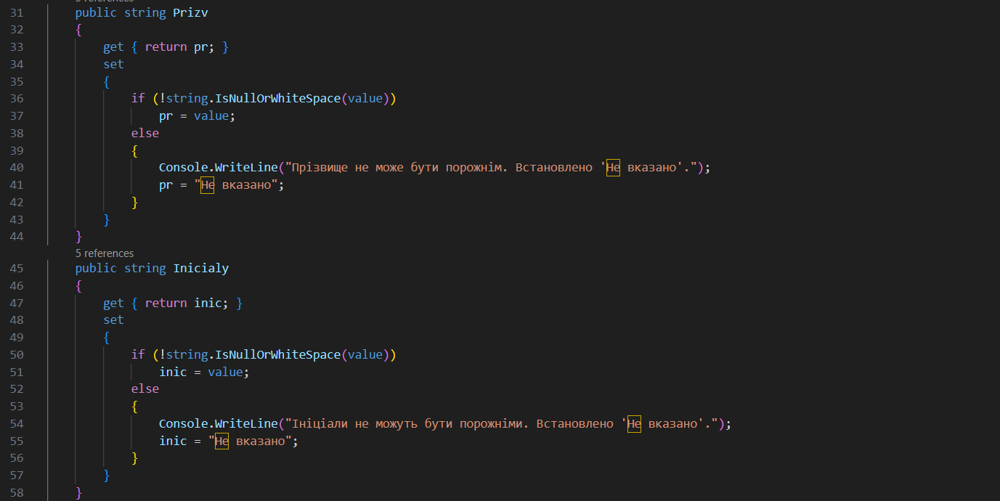 31 public string Prizv
32 {
33 get { return pr; }
34 set
35 {
36 if (!string.IsNullOrWhiteSpace(value))
37 pr = value;
38 else
39 {
40 Console.WriteLine("Прізвище не може бути порожнім. Встановлено 'Не вказано'.");
41 pr = "Не вказано";
42 }
43 }
44 }
5 references
45 public string Inicialy
46 {
47 get { return inic; }
48 set
49 {
50 if (!string.IsNullOrWhiteSpace(value))
51 inic = value;
52 else
53 {
54 Console.WriteLine("Ініціали не можуть бути порожніми. Встановлено 'Не вказано'.");
55 inic = "Не вказано";
56 }
57 }
58 }